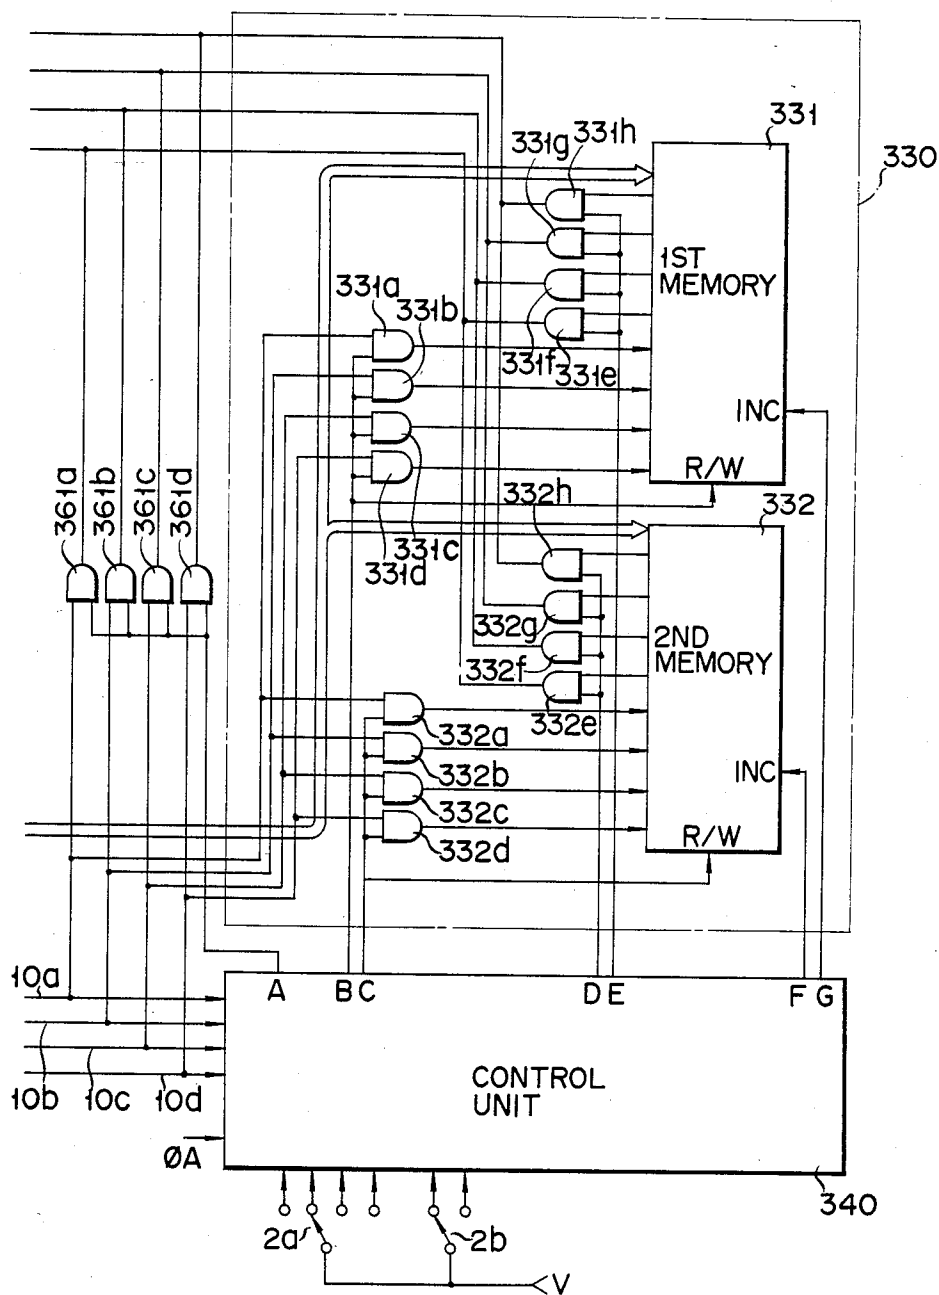 331
331h
331g
330
1ST
MEMORY
331a
331b
331f
331e
INC
R/W
361a
361b
361c
361d
332h
332
331c
331d
332g
2ND
MEMORY
332f
332e
332a
332b
INC
332c
332d
R/W
10a
A
B C
D E
F G
10b
10c
10d
CONTROL
UNIT
ØA
340
2a
2b
V